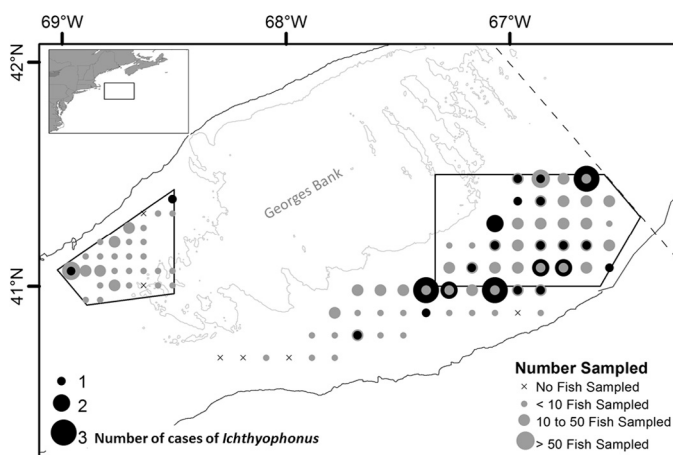 69°W
68°W
67°W
42°N
41°N
Georges Bank
1
2
3 Number of cases of Ichthyophonus
Number Sampled
× No Fish Sampled
< 10 Fish Sampled
10 to 50 Fish Sampled
> 50 Fish Sampled